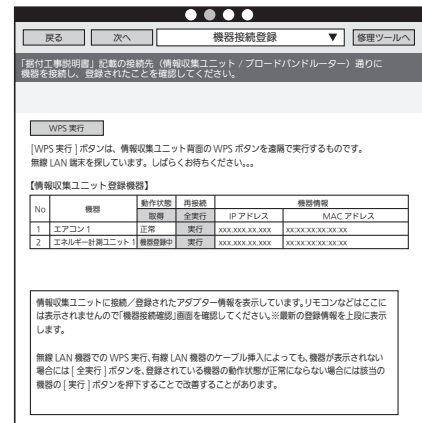 戻る 次へ 機器接続登録 ▼ 修理ツールへ
「据付工事説明書」記載の接続先（情報収集ユニット / ブロードバンドルーター）通りに
機器を接続し、登録されたことを確認してください。
WPS 実行
[WPS 実行 ] ボタンは、情報収集ユニット背面の WPS ボタンを遠隔で実行するものです。
無線 LAN 端末を探しています。しばらくお待ちください。。。
【情報収集ユニット登録機器】
No 機器 動作状態 再接続 機器情報
取得 全実行 IP アドレス MAC アドレス
1 エアコン 1 正常 実行 xxx.xxx.xx.xxx xx:xx:xx:xx:xx:xx
2 エネルギー計測ユニット 1 機器登録中 実行 xxx.xxx.xx.xxx xx:xx:xx:xx:xx:xx
情報収集ユニットに接続／登録されたアダプター情報を表示しています。リモコンなどはここに
は表示されませんので「機器接続確認」画面を確認してください。※最新の登録情報を上段に表示
します。
無線 LAN 機器での WPS 実行、有線 LAN 機器のケーブル挿入によっても、機器が表示されない
場合には [ 全実行 ] ボタンを、登録されている機器の動作状態が正常にならない場合には該当の
機器の [ 実行 ] ボタンを押下することで改善することがあります。